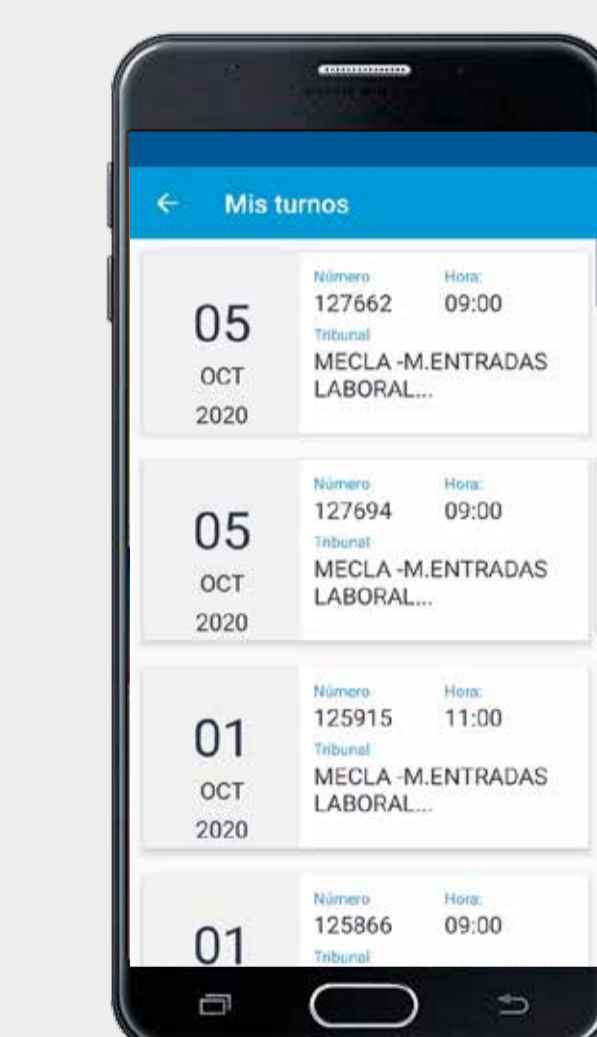 Mis turnos
Número Hora:
05 127662 09:00
Tribunal
OCT MECLA -M.ENTRADAS
2020 LABORAL...
Número Hora:
05 127694 09:00
Tribunal
OCT MECLA -M.ENTRADAS
2020 LABORAL...
Número Hora:
01 125915 11:00
Tribunal
OCT MECLA -M.ENTRADAS
2020 LABORAL...
Número Hora:
01 125866 09:00
Tribunal